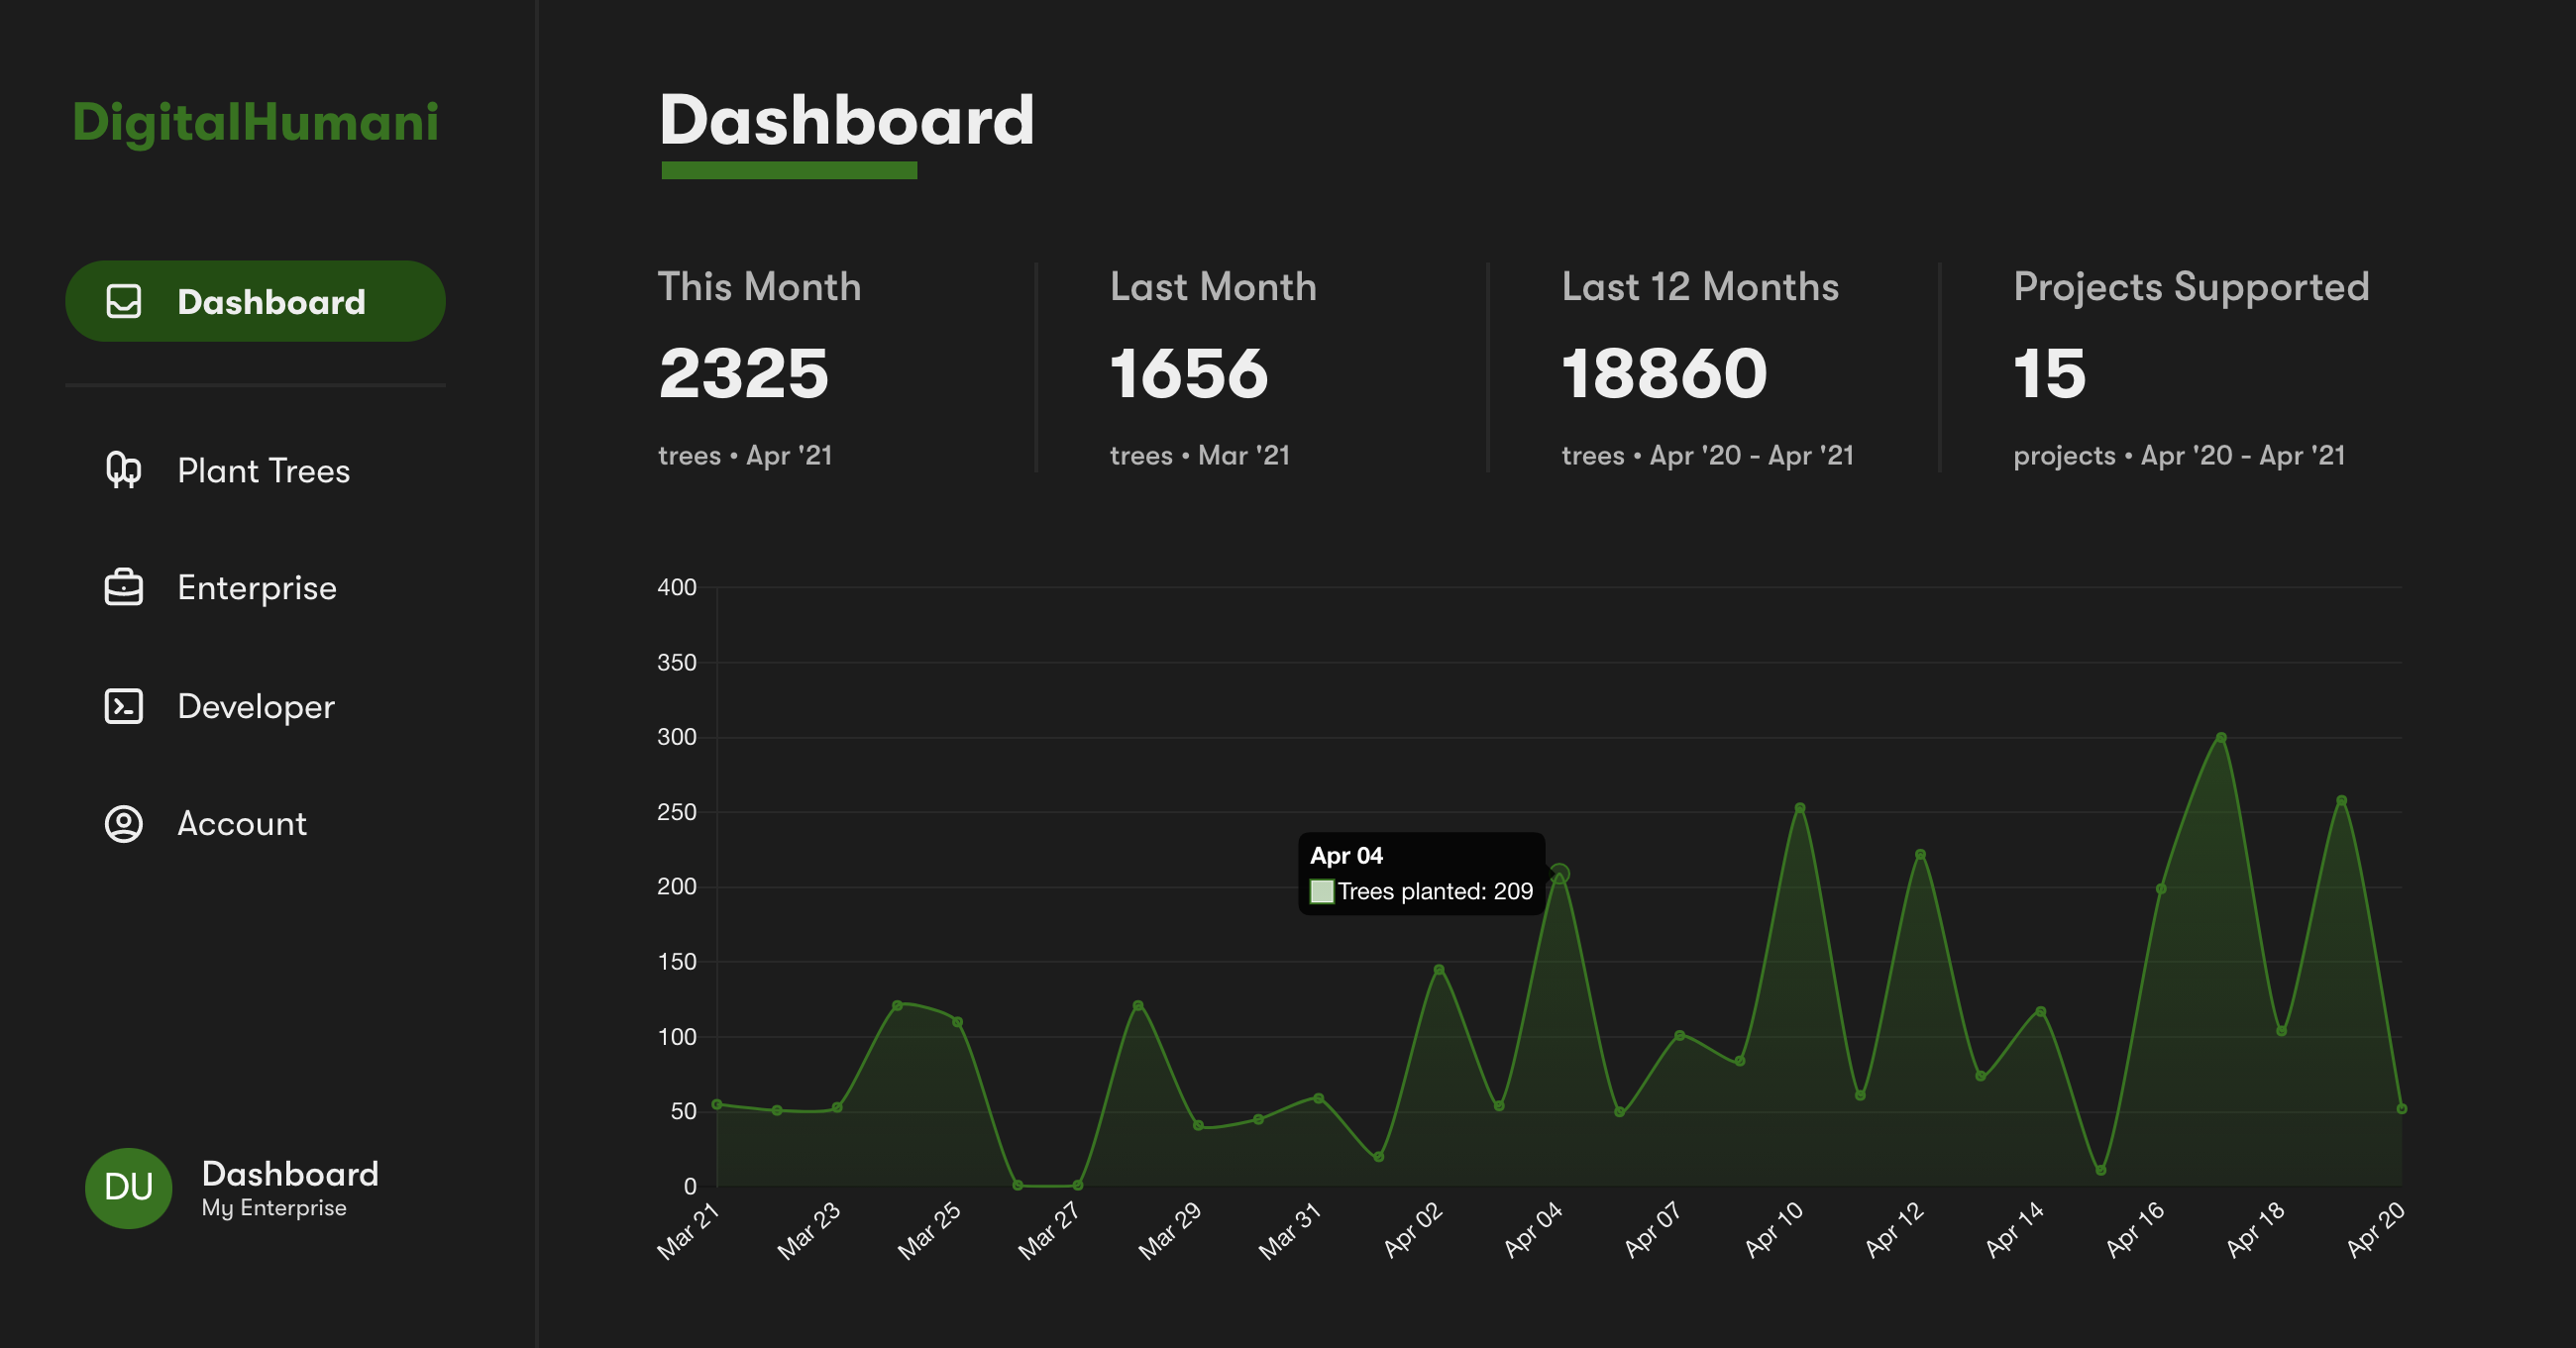 DigitalHumani
Dashboard
Plant Trees
Enterprise
Developer
Account
DU
Dashboard
My Enterprise
Dashboard
This Month
2325
trees • Apr '21
Last Month
1656
trees • Mar '21
Last 12 Months
18860
trees • Apr '20 - Apr '21
Projects Supported
15
projects • Apr '20 - Apr '21
400
350
300
250
200
150
100
50
0
Apr 04
Trees planted: 209
Mar 21
Mar 23
Mar 25
Mar 27
Mar 29
Mar 31
Apr 02
Apr 04
Apr 07
Apr 10
Apr 12
Apr 14
Apr 16
Apr 18
Apr 20